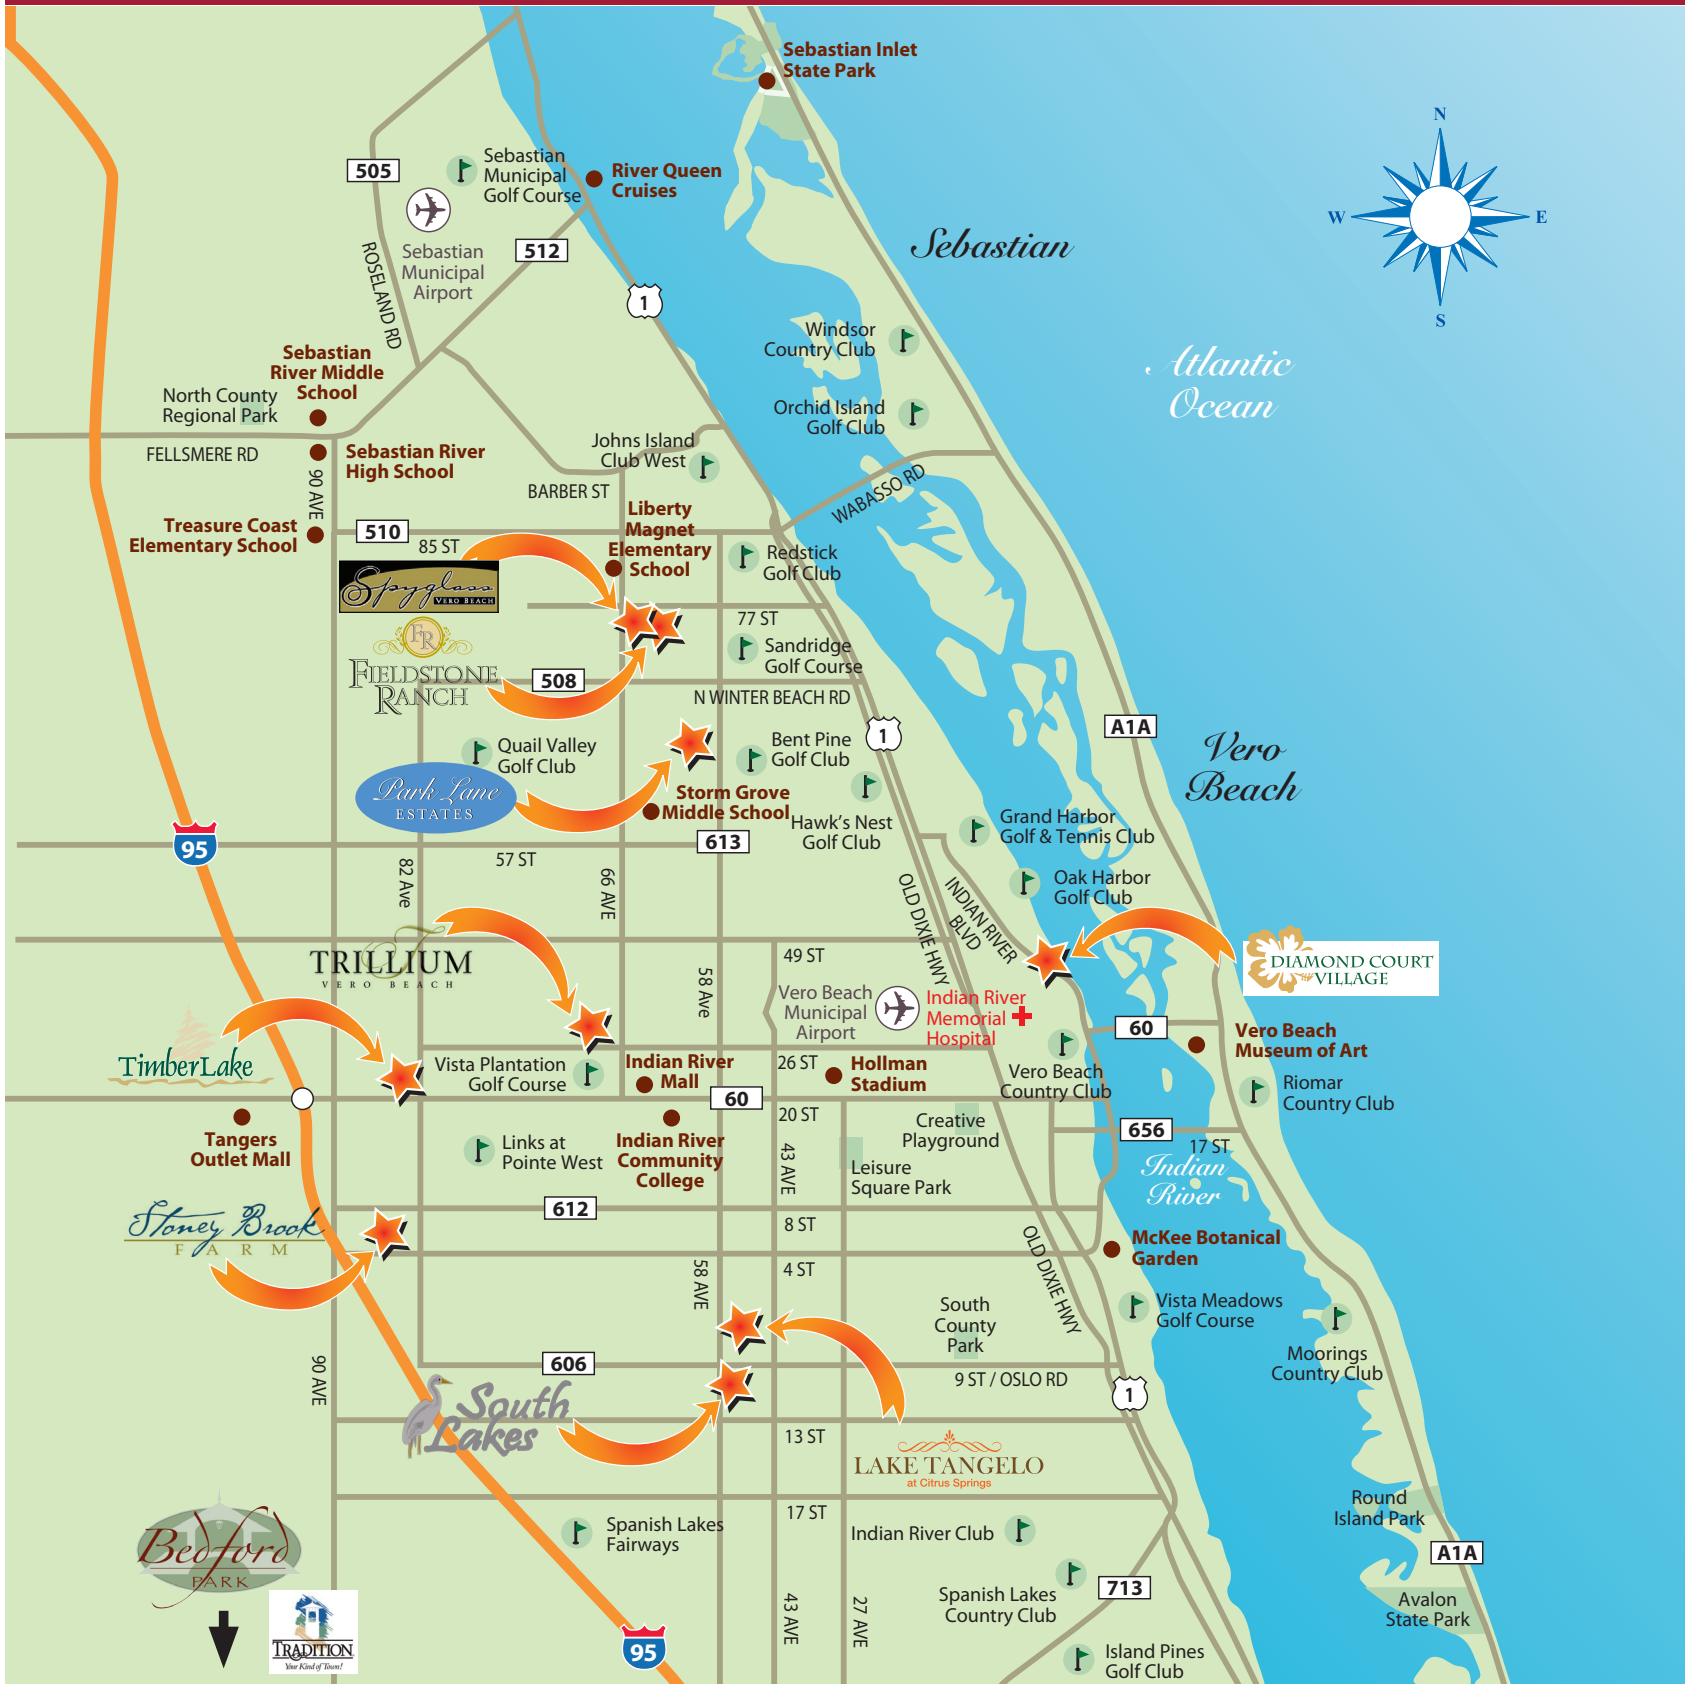 Sebastian Inlet
State Park
N
W
E
S
505
Sebastian
Municipal
Golf Course
River Queen
Cruises
512
Sebastian
Municipal
Airport
ROSELAND RD
Sebastian
1
Windsor
Country Club
Atlantic
Ocean
Sebastian
River Middle
School
North County
Regional Park
Orchid Island
Golf Club
FELLSMERE RD
Sebastian River
High School
90 AVE
Johns Island
Club West
BARBER ST
WABASSO RD
Treasure Coast
Elementary School
510
85 ST
Liberty
Magnet
Elementary
School
Redstick
Golf Club
Spyglass
VERO BEACH
77 ST
FR
FIELDSTONE
RANCH
508
Sandridge
Golf Course
N WINTER BEACH RD
A1A
1
Vero
Beach
Quail Valley
Golf Club
Bent Pine
Golf Club
Park Lane
ESTATES
Storm Grove
Middle School
Hawk's Nest
Golf Club
Grand Harbor
Golf & Tennis Club
95
613
57 ST
82 Ave
66 AVE
OLD DIXIE HWY
INDIAN RIVER
BLVD
Oak Harbor
Golf Club
TRILLIUM
VERO BEACH
49 ST
58 Ave
DIAMOND COURT
VILLAGE
Vero Beach
Municipal
Airport
Indian River
Memorial
Hospital
60
Vero Beach
Museum of Art
TimberLake
Vista Plantation
Golf Course
Indian River
Mall
26 ST
Hollman
Stadium
Vero Beach
Country Club
Riomar
Country Club
60
20 ST
Tangers
Outlet Mall
Links at
Pointe West
Indian River
Community
College
43 AVE
Creative
Playground
Leisure
Square Park
656
17 ST
Indian
River
Stoney Brook
FARM
612
8 ST
McKee Botanical
Garden
58 AVE
4 ST
OLD DIXIE HWY
Vista Meadows
Golf Course
South
County
Park
Moorings
Country Club
90 AVE
606
9 ST / OSLO RD
1
South
Lakes
13 ST
LAKE TANGELO
at Citrus Springs
Bedford
PARK
17 ST
Spanish Lakes
Fairways
Indian River Club
Round
Island Park
A1A
TRADITION
Your Kind of Town!
95
43 AVE
27 AVE
Spanish Lakes
Country Club
713
Avalon
State Park
Island Pines
Golf Club